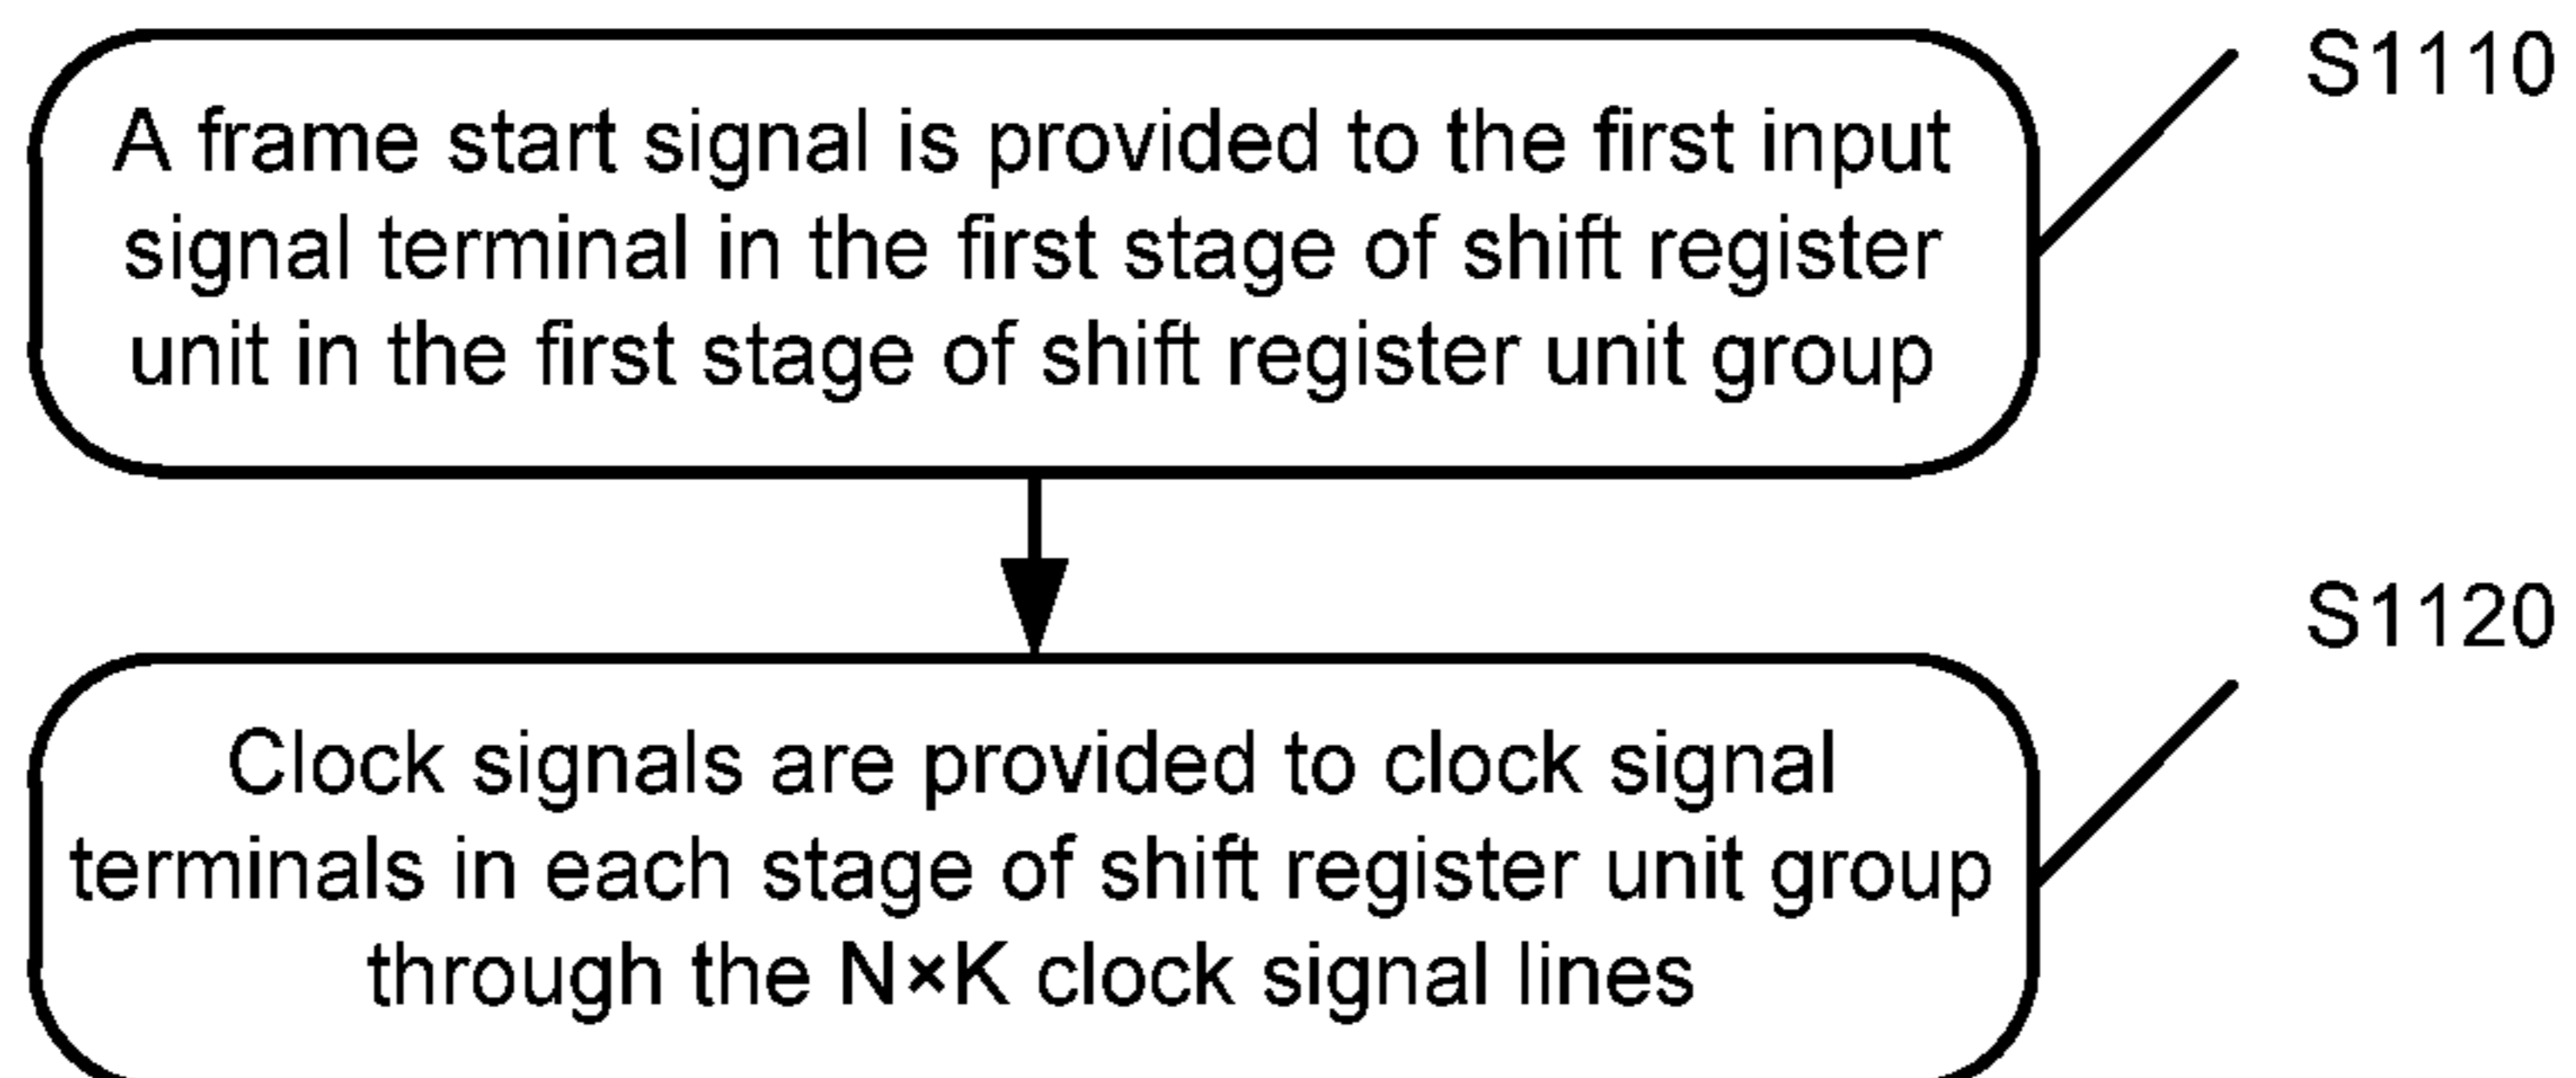 A frame start signal is provided to the first input
signal terminal in the first stage of shift register
unit in the first stage of shift register unit group
S1110
Clock signals are provided to clock signal
terminals in each stage of shift register unit group
through the N×K clock signal lines
S1120